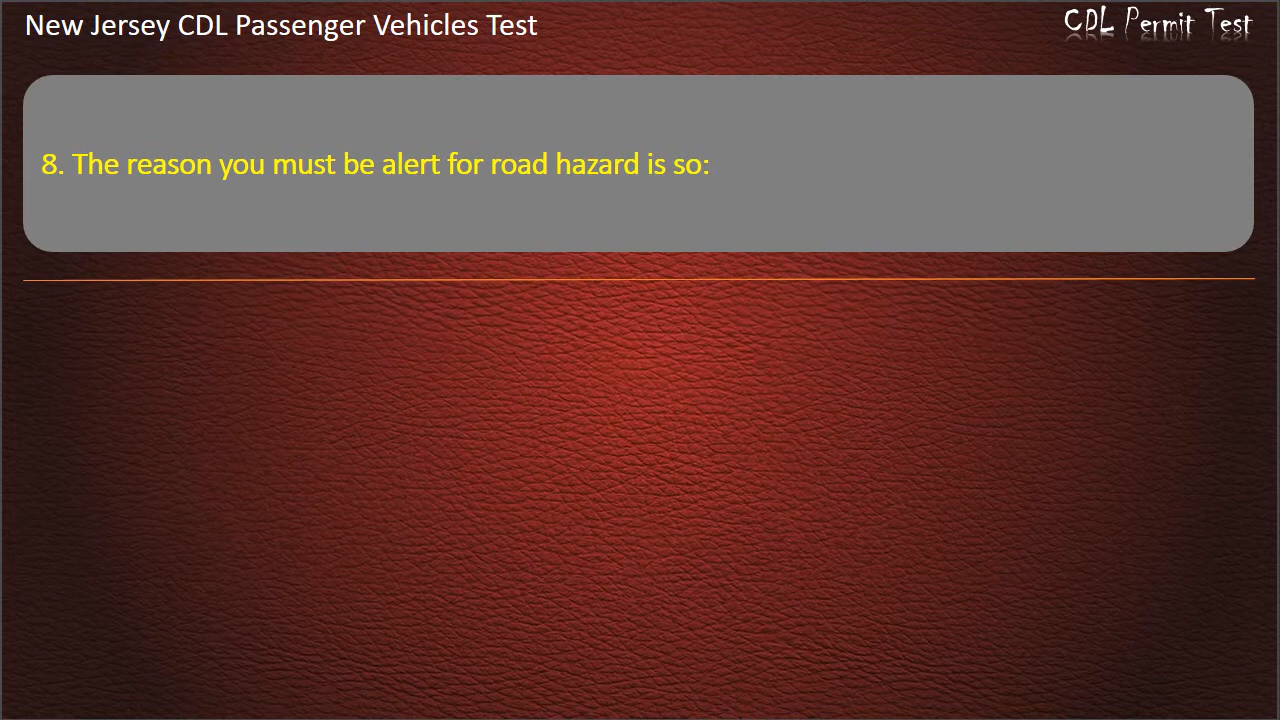 New Jersey CDL Passenger Vehicles Test
CDL Permit Test
8. The reason you must be alert for road hazard is so: